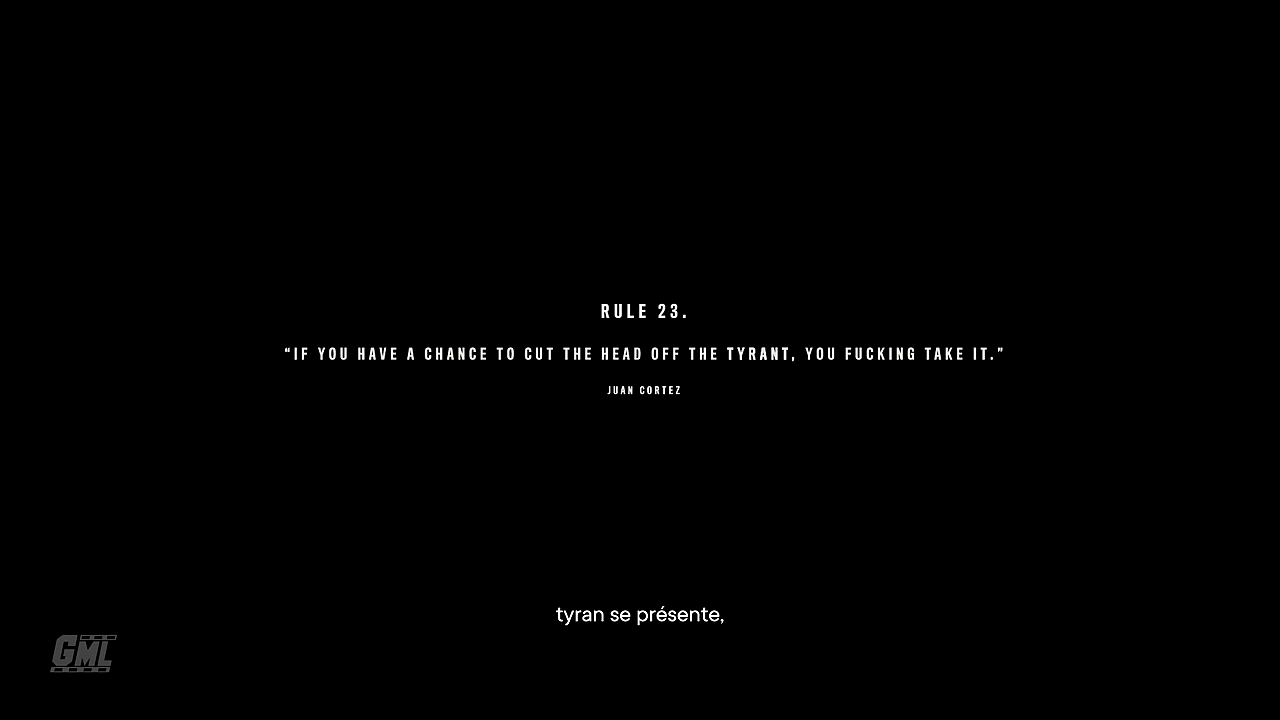 RULE 23.
“IF YOU HAVE A CHANCE TO CUT THE HEAD OFF THE TYRANT, YOU FUCKING TAKE IT.”
JUAN CORTEZ
tyran se présente,
GML